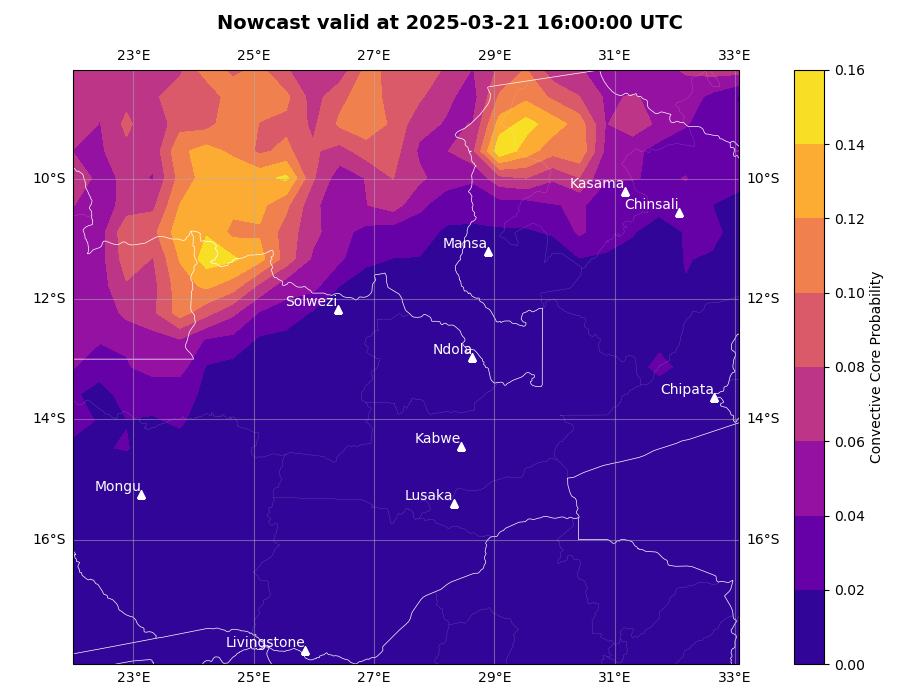 Nowcast valid at 2025-03-21 16:00:00 UTC
23°E 25°E 27°E 29°E 31°E 33°E
0.16
0.14
0.12
0.10
0.08
0.06
0.04
0.02
0.00
Convective Core Probability
10°S 10°S
12°S 12°S
14°S 14°S
16°S 16°S
Kasama
Chinsali
Mansa
Solwezi
Ndola
Chipata
Kabwe
Mongu
Lusaka
Livingstone
23°E 25°E 27°E 29°E 31°E 33°E